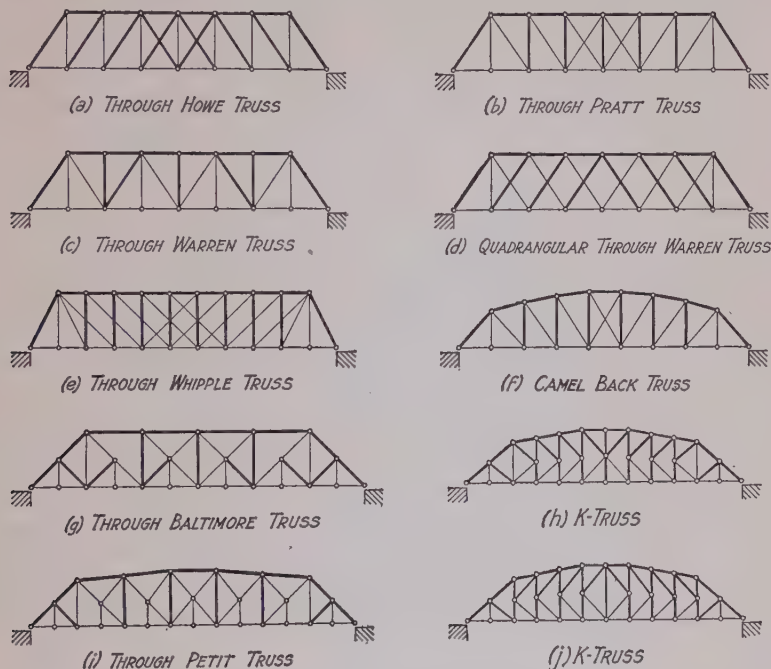 (a) THROUGH HOWE TRUSS
(b) THROUGH PRATT TRUSS
(c) THROUGH WARREN TRUSS
(d) QUADRANGULAR THROUGH WARREN TRUSS
(e) THROUGH WHIPPLE TRUSS
(f) CAMEL BACK TRUSS
(g) THROUGH BALTIMORE TRUSS
(h) K-TRUSS
(i) THROUGH PETIT TRUSS
(j) K-TRUSS